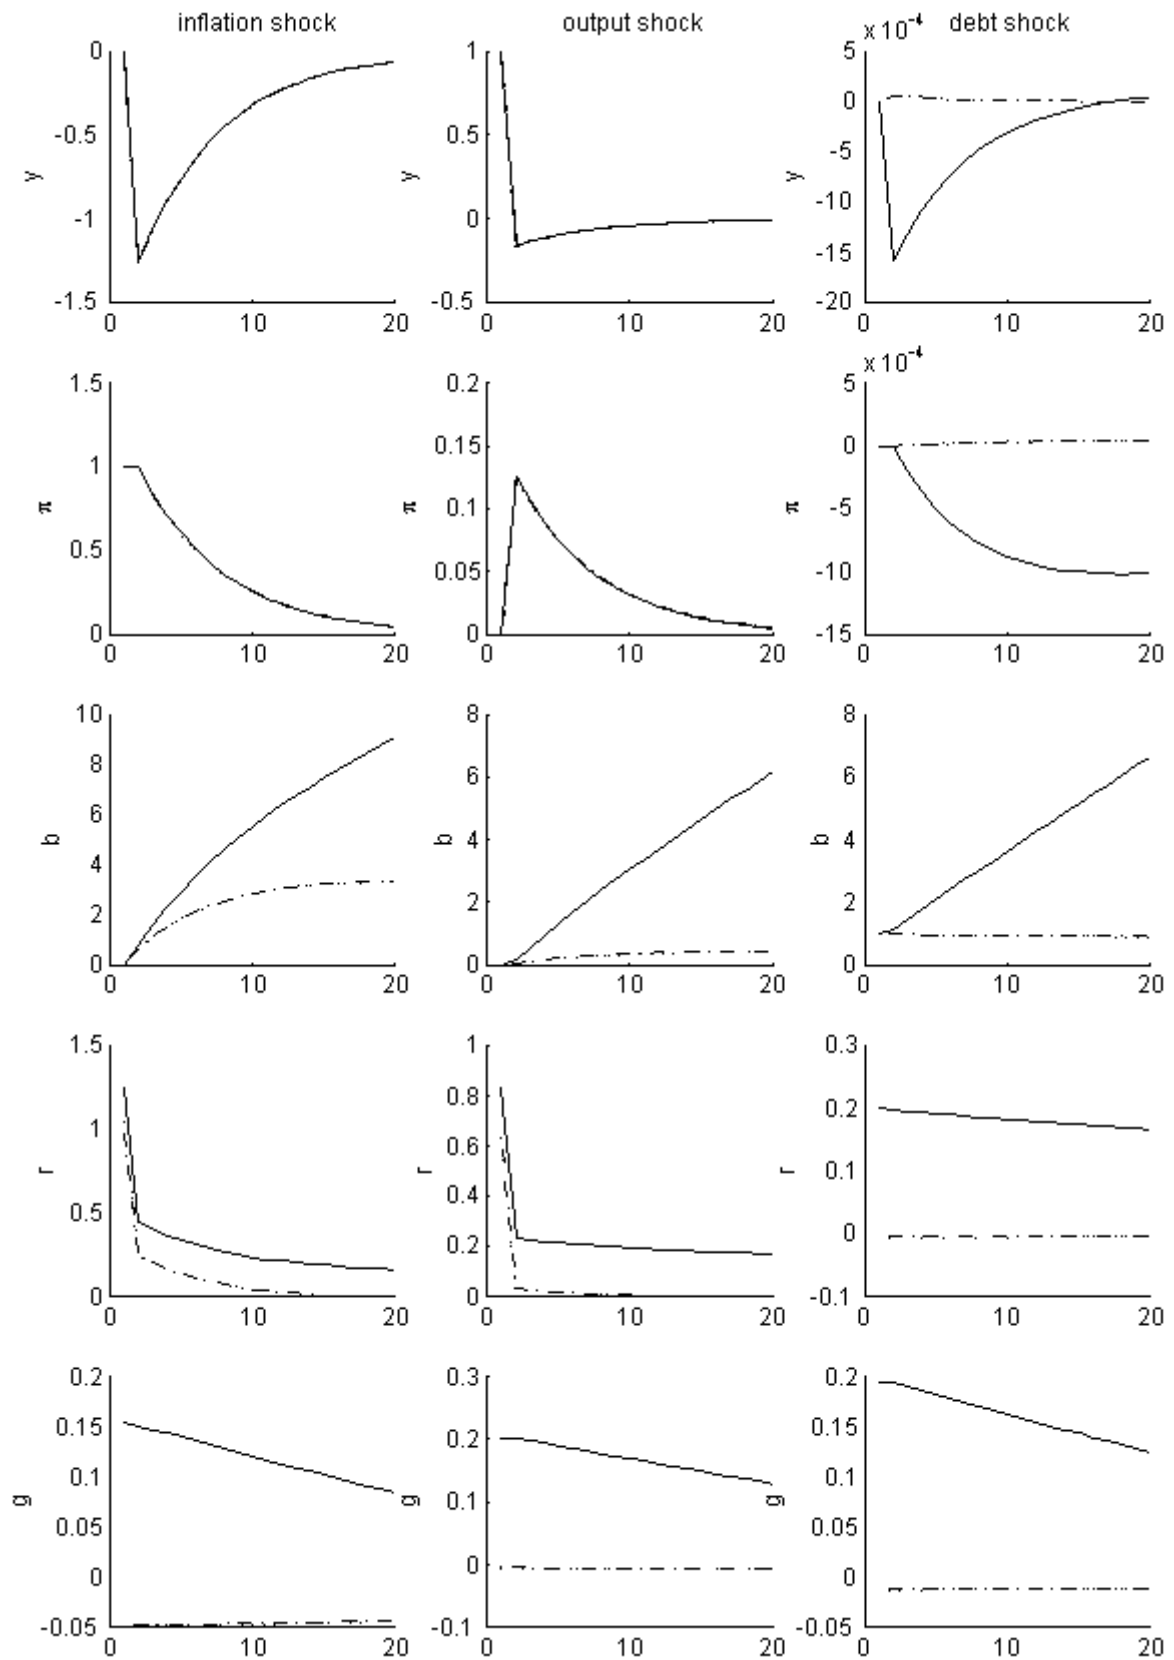 inflation shock output shock debt shock
x 10⁻⁴
0 1 5
-0.5 0.5 0
-1 0 -5
-1.5 -0.5 -10
-15
-20
y y y
0 10 20 0 10 20 0 10 20
x 10⁻⁴
1.5 0.2 5
1 0.15 0
0.5 0.1 -5
0 0.05 -10
0 -15
π π π
0 10 20 0 10 20 0 10 20
10 8 8
8 6 6
6 4 4
4 2 2
2 0 0
0
b b b
0 10 20 0 10 20 0 10 20
1.5 1 0.3
1 0.8 0.2
0.5 0.6 0.1
0 0.4 0
0.2 -0.1
0
r r r
0 10 20 0 10 20 0 10 20
0.2 0.3 0.2
0.15 0.2 0.15
0.1 0.1 0.1
0.05 0 0.05
0 -0.1 0
-0.05 -0.05
g g g
0 10 20 0 10 20 0 10 20